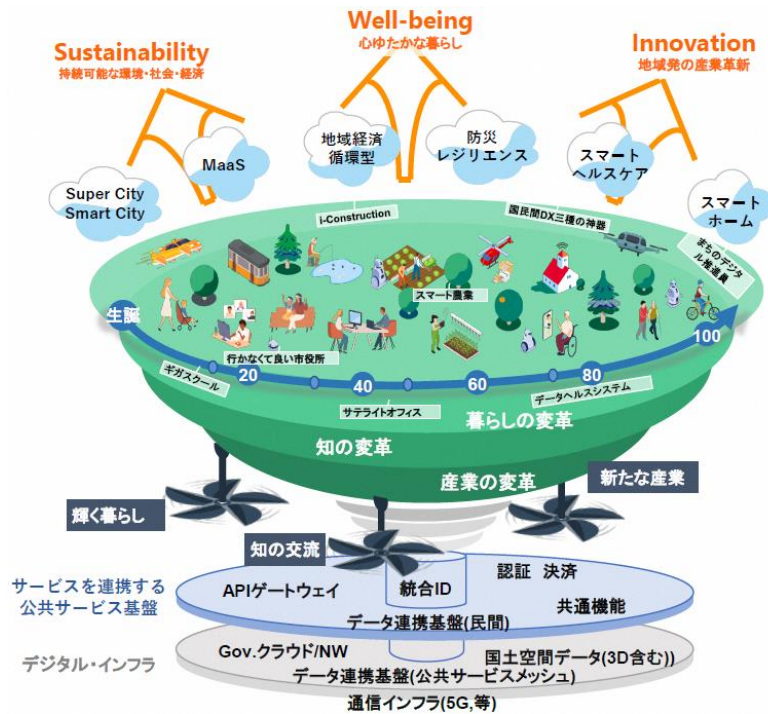 Sustainability
持続可能な環境・社会・経済
Well-being
心ゆたかな暮らし
Innovation
地域発の産業革新
Super City
Smart City
MaaS
地域経済
循環型
防災
レジリエンス
スマート
ヘルスケア
スマート
ホーム
i-Construction
国民間DX三種の神器
まちのデジタ
ル推進員
スマート農業
行かなくて良い市役所
生誕
20
40
60
80
100
ギガスクール
サテライトオフィス
データヘルスシステム
暮らしの変革
知の変革
産業の変革
輝く暮らし
知の交流
新たな産業
サービスを連携する
公共サービス基盤
APIゲートウェイ
統合ID
認証 決済
共通機能
データ連携基盤(民間)
デジタル・インフラ
Gov.クラウド/NW
国土空間データ(3D含む))
データ連携基盤(公共サービスメッシュ)
通信インフラ(5G,等)